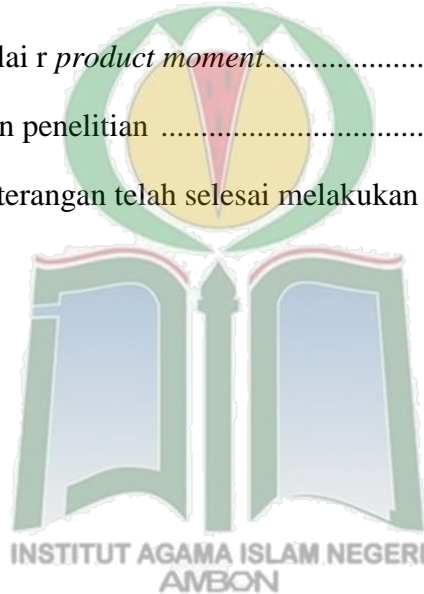 lai r product moment....................
n penelitian .................................
terangan telah selesai melakukan
INSTITUT AGAMA ISLAM NEGERI
AMBON